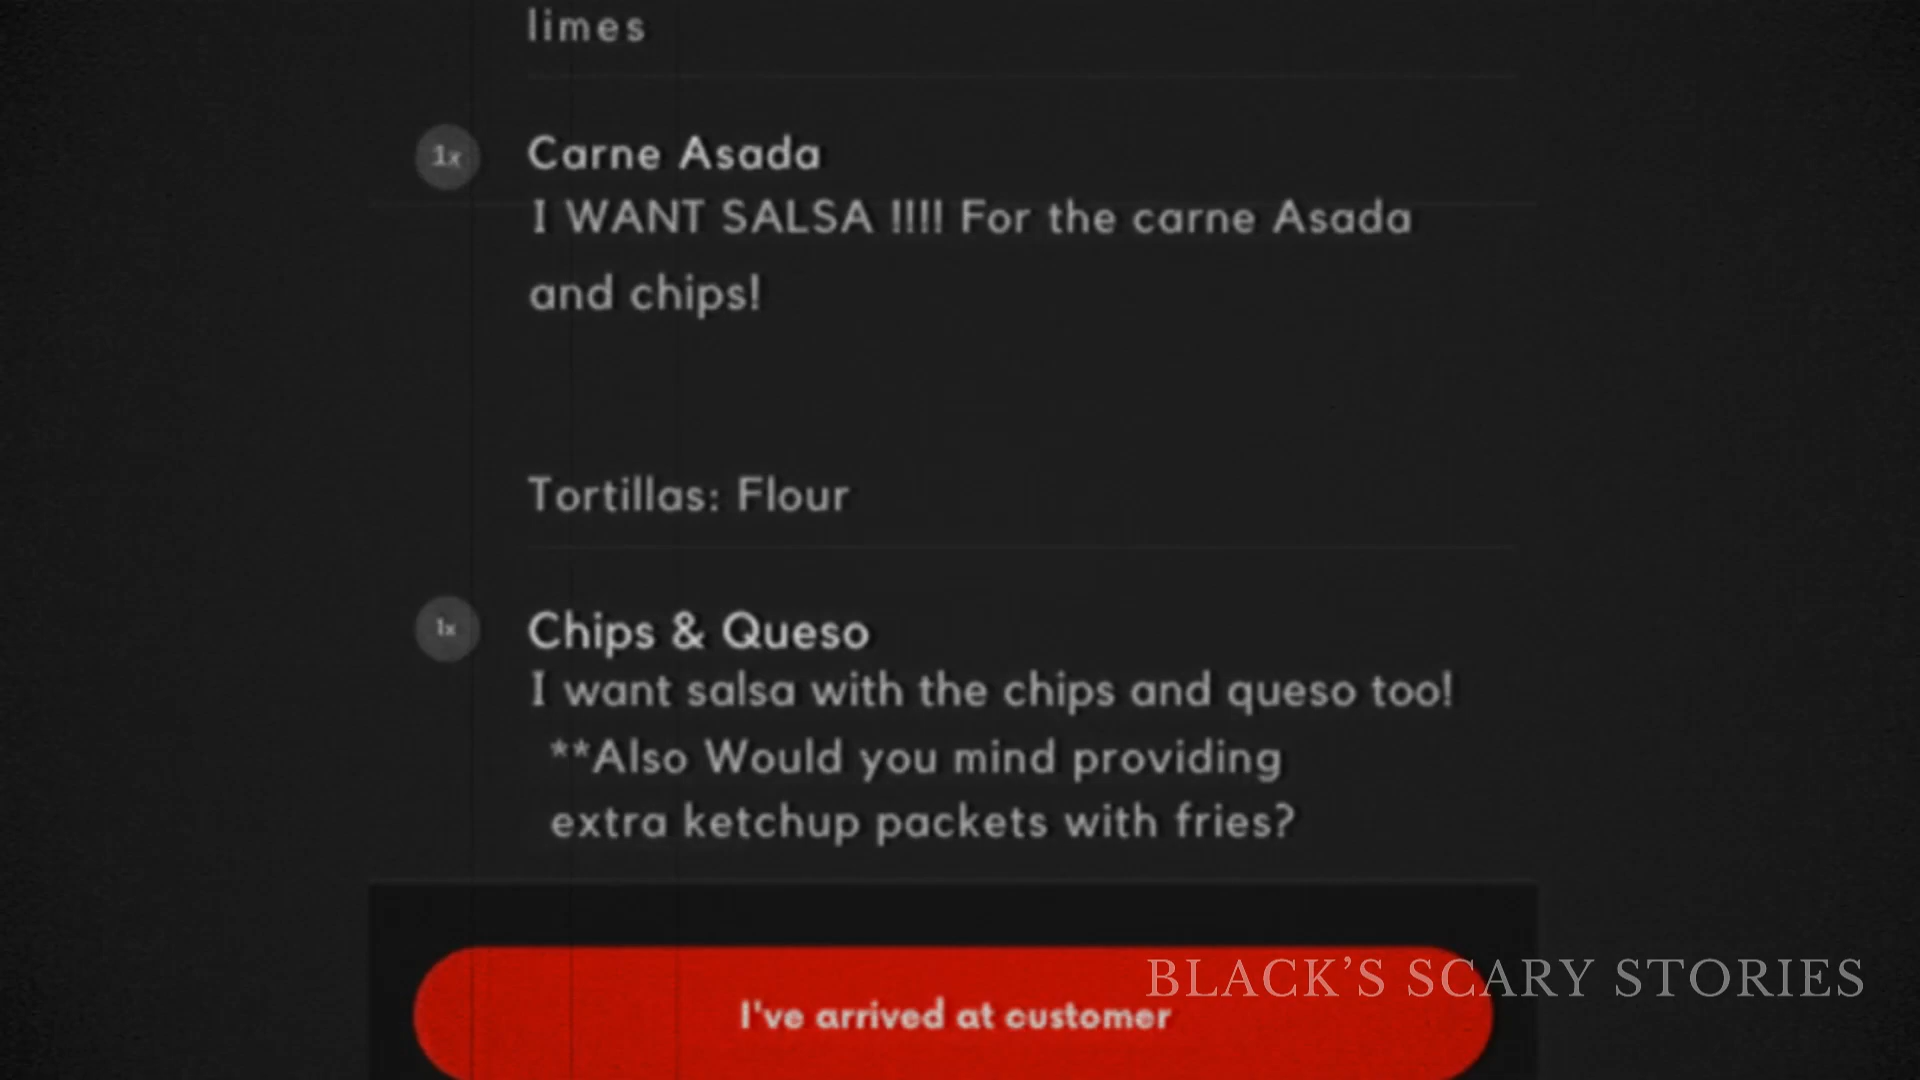 limes
1x
Carne Asada
I WANT SALSA !!!! For the carne Asada
and chips!
Tortillas: Flour
1x
Chips & Queso
I want salsa with the chips and queso too!
**Also Would you mind providing
extra ketchup packets with fries?
I've arrived at customer
BLACK'S SCARY STORIES